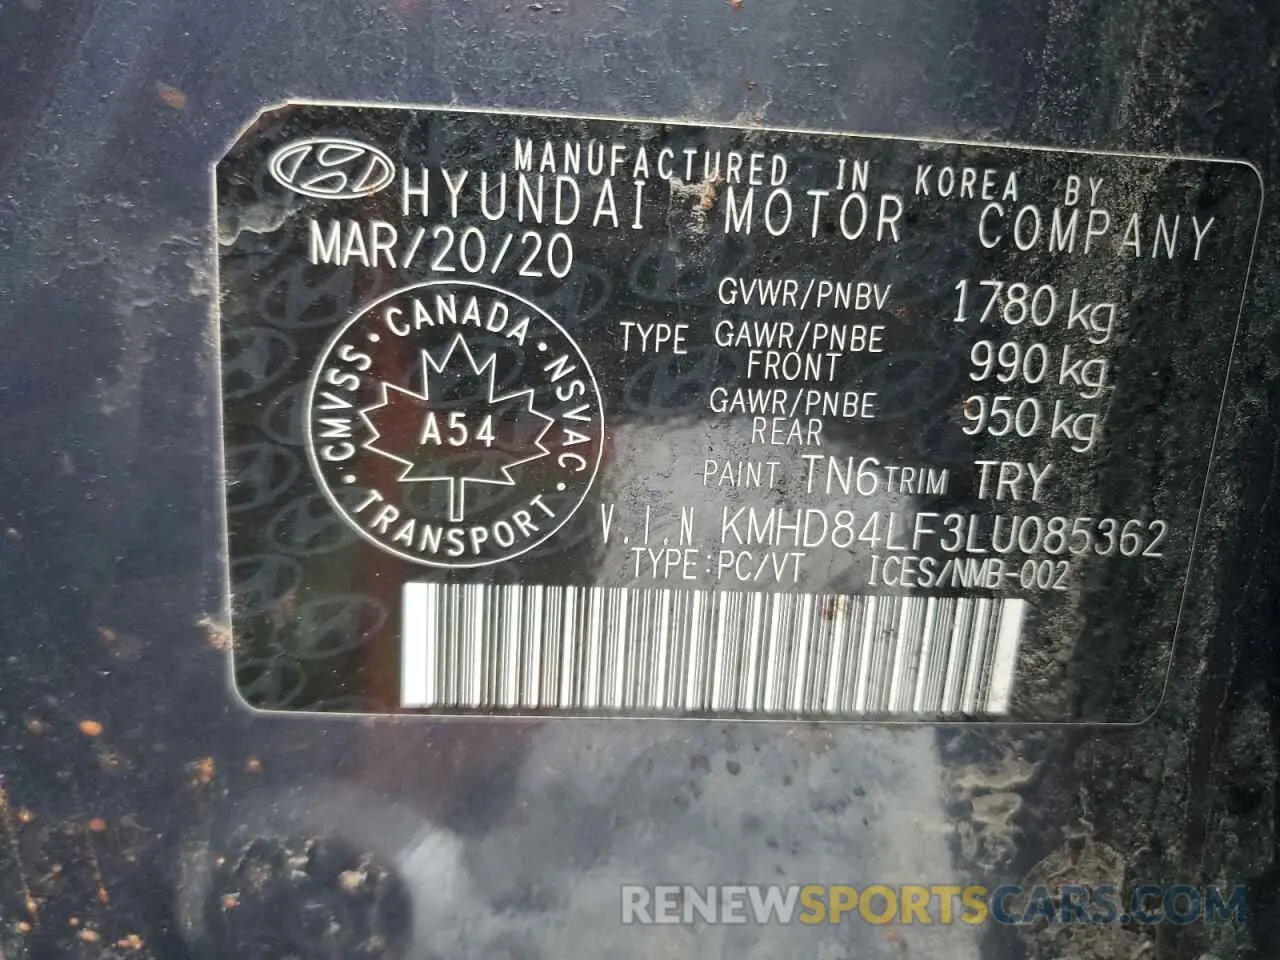 MANUFACTURED IN KOREA BY
HYUNDAI MOTOR COMPANY
MAR/20/20
GVWR/PNBV 1780 kg
TYPE GAWR/PNBE FRONT 990 kg
GAWR/PNBE REAR 950 kg
CANADA · NSVAC · TRANSPORT · CMVSS ·
A54
PAINT TN6 TRIM TRY
V.I.N KMHD84LF3LU085362
TYPE:PC/VT ICES/NMB-002
RENEWSPORTSCARS.COM